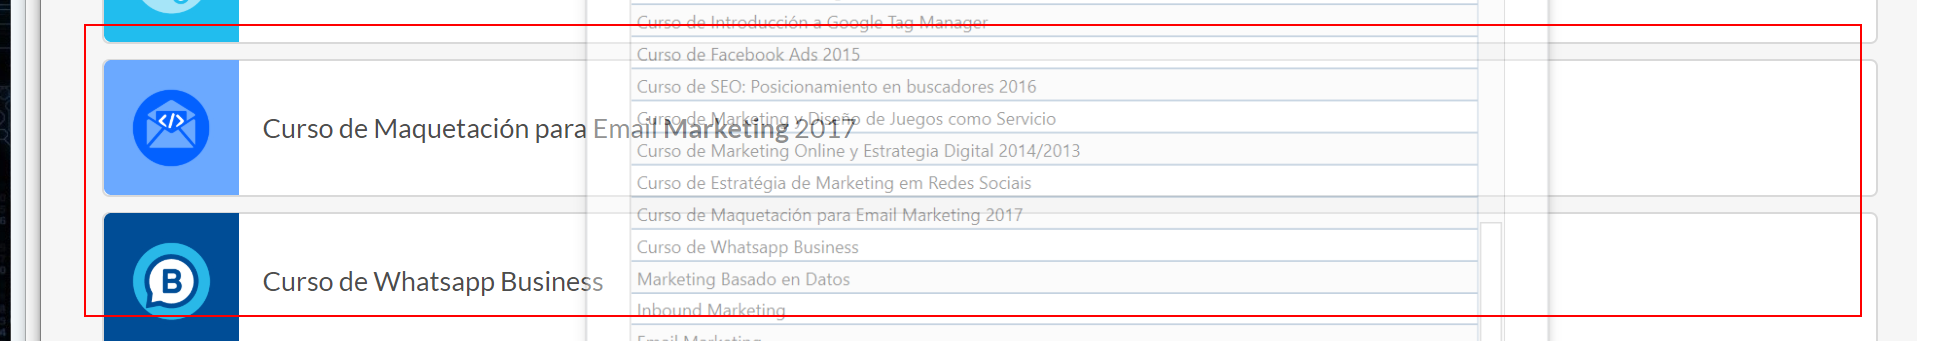 Curso de Introducción a Google Tag Manager
Curso de Facebook Ads 2015
Curso de SEO: Posicionamiento en buscadores 2016
Curso de Marketing y Diseño de Juegos como Servicio
</>
Curso de Maquetación para Email Marketing 2017
Curso de Marketing Online y Estrategia Digital 2014/2013
Curso de Estratégia de Marketing em Redes Sociais
Curso de Maquetación para Email Marketing 2017
Curso de Whatsapp Business
B
Curso de Whatsapp Business
Marketing Basado en Datos
Inbound Marketing
Email Marketing